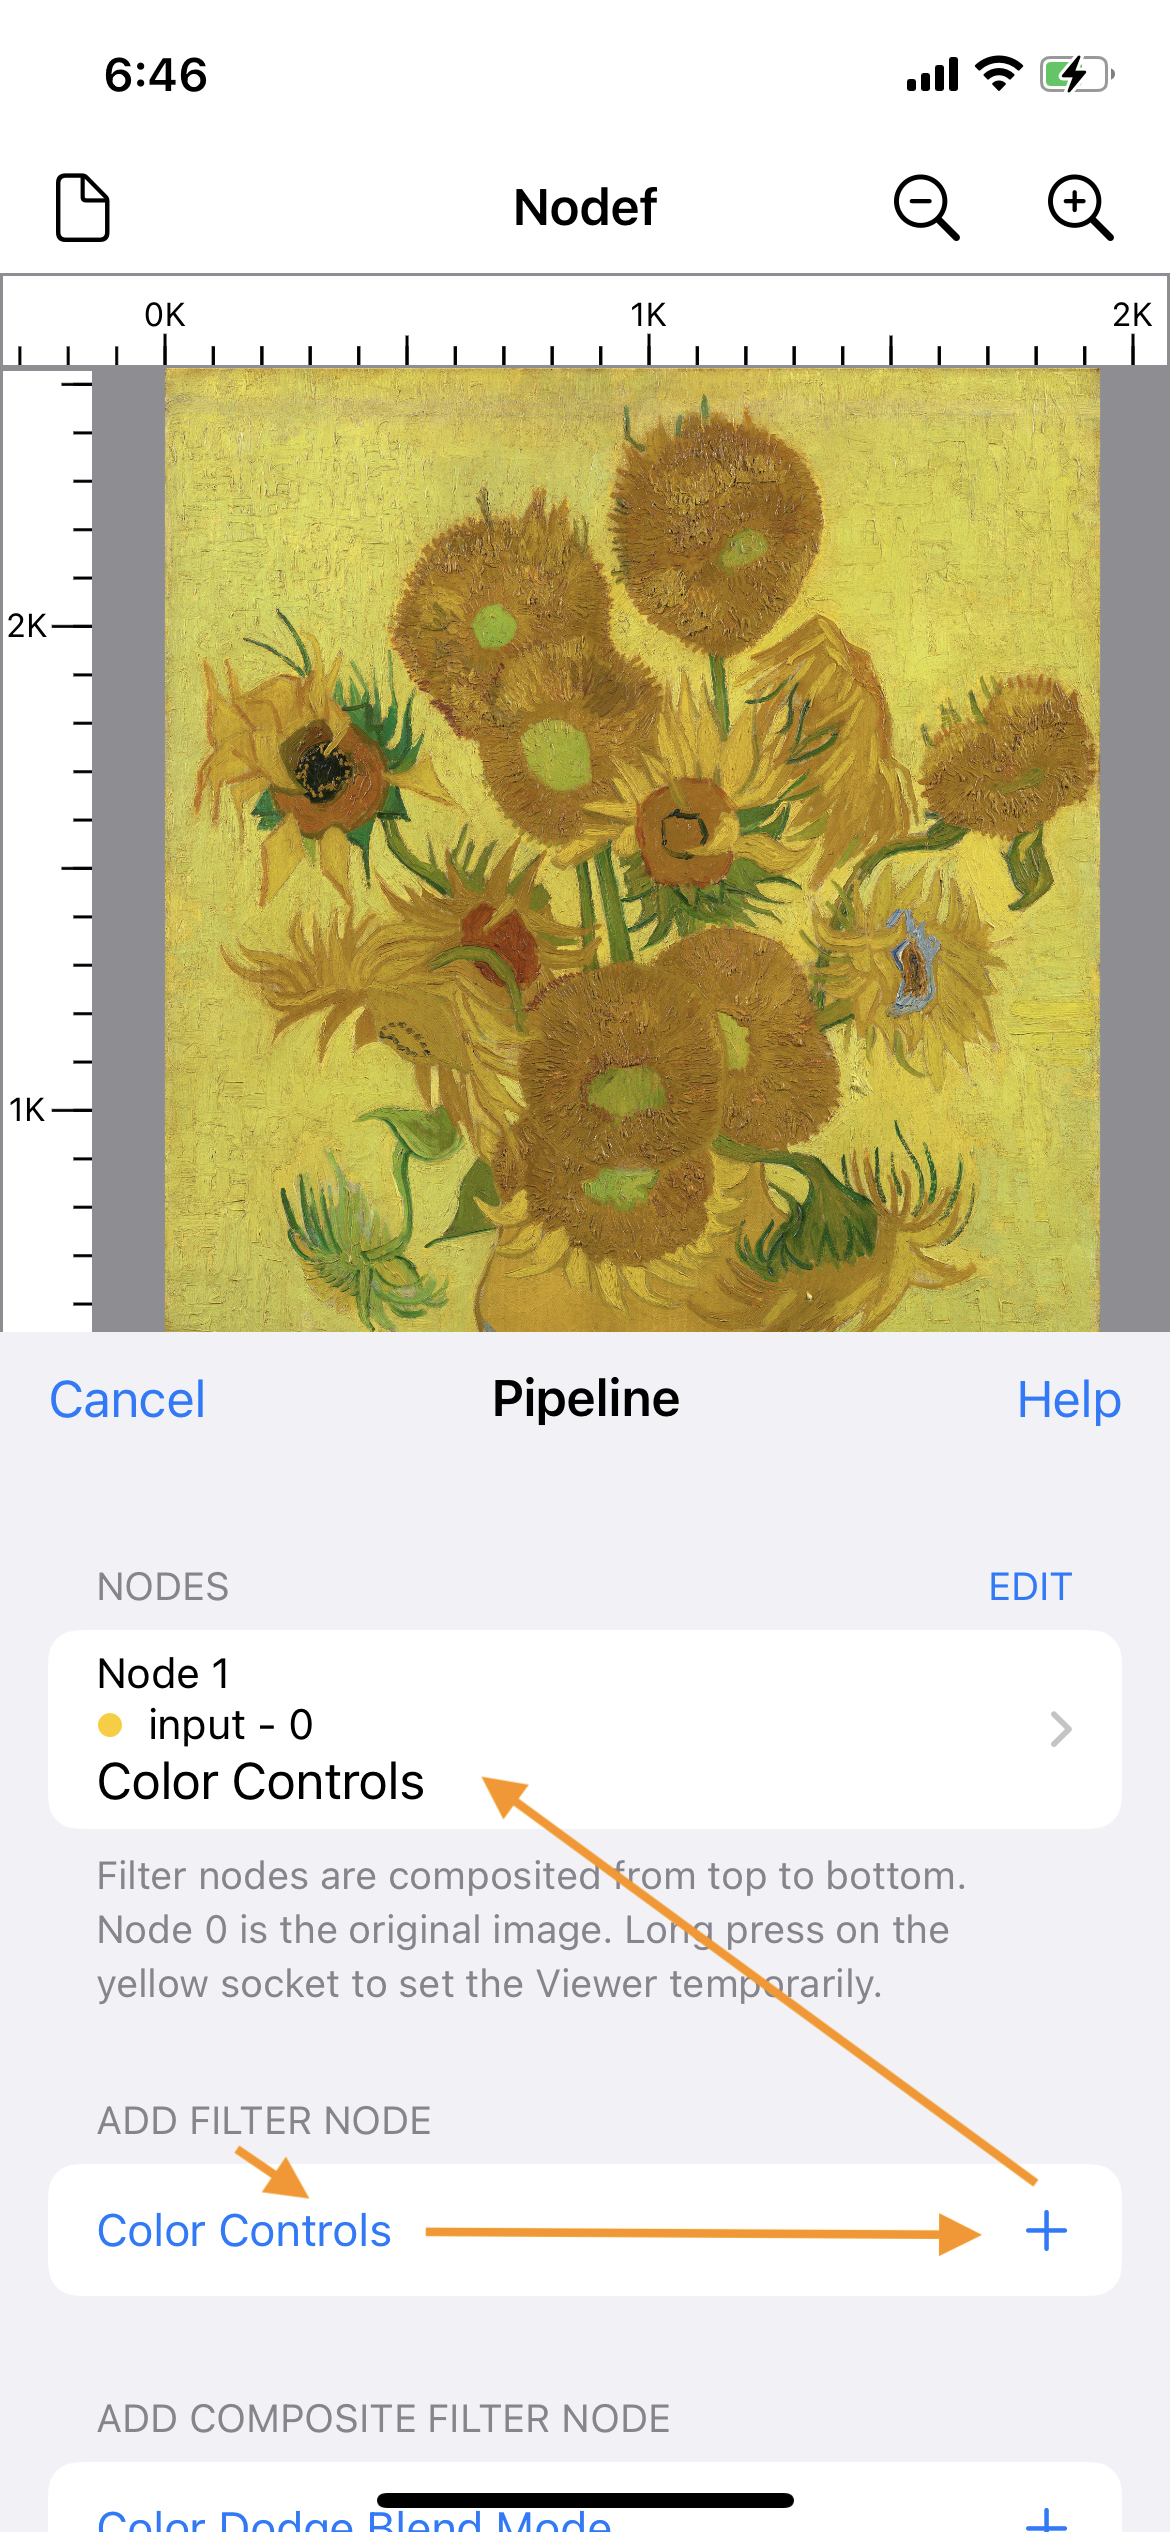 6:46
Nodef
0K 1K 2K
2K
1K
Cancel Pipeline Help
NODES EDIT
Node 1
input - 0
Color Controls
Filter nodes are composited from top to bottom.
Node 0 is the original image. Long press on the
yellow socket to set the Viewer temporarily.
ADD FILTER NODE
Color Controls +
ADD COMPOSITE FILTER NODE
Color Dodge Blend Mode +